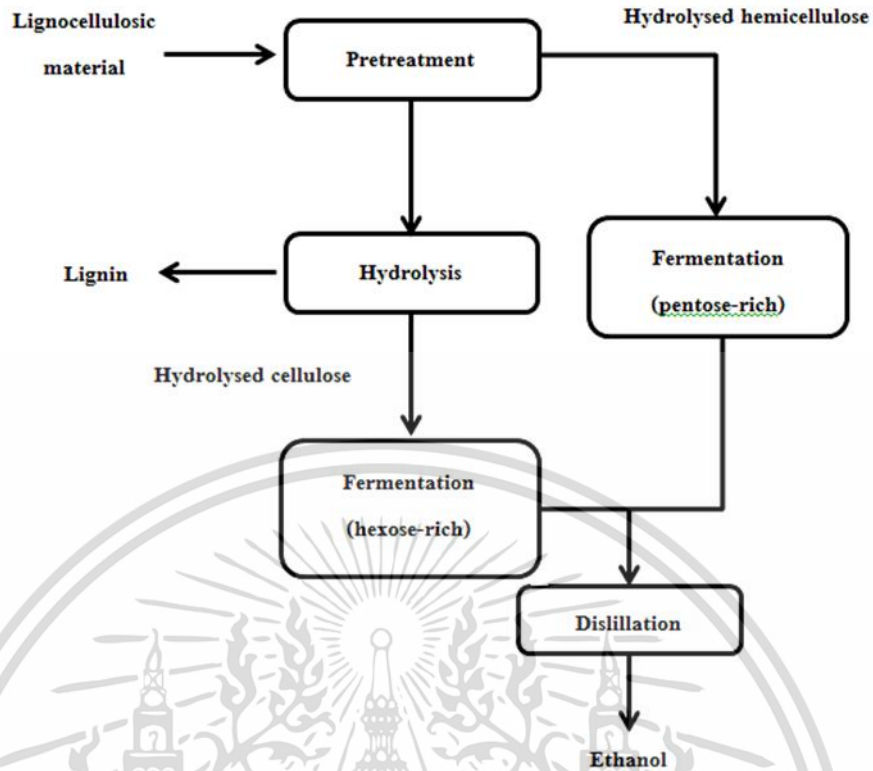 Lignocellulosic
material
Pretreatment
Hydrolysed hemicellulose
Lignin
Hydrolysis
Fermentation
(pentose-rich)
Hydrolysed cellulose
Fermentation
(hexose-rich)
Dislillation
Ethanol